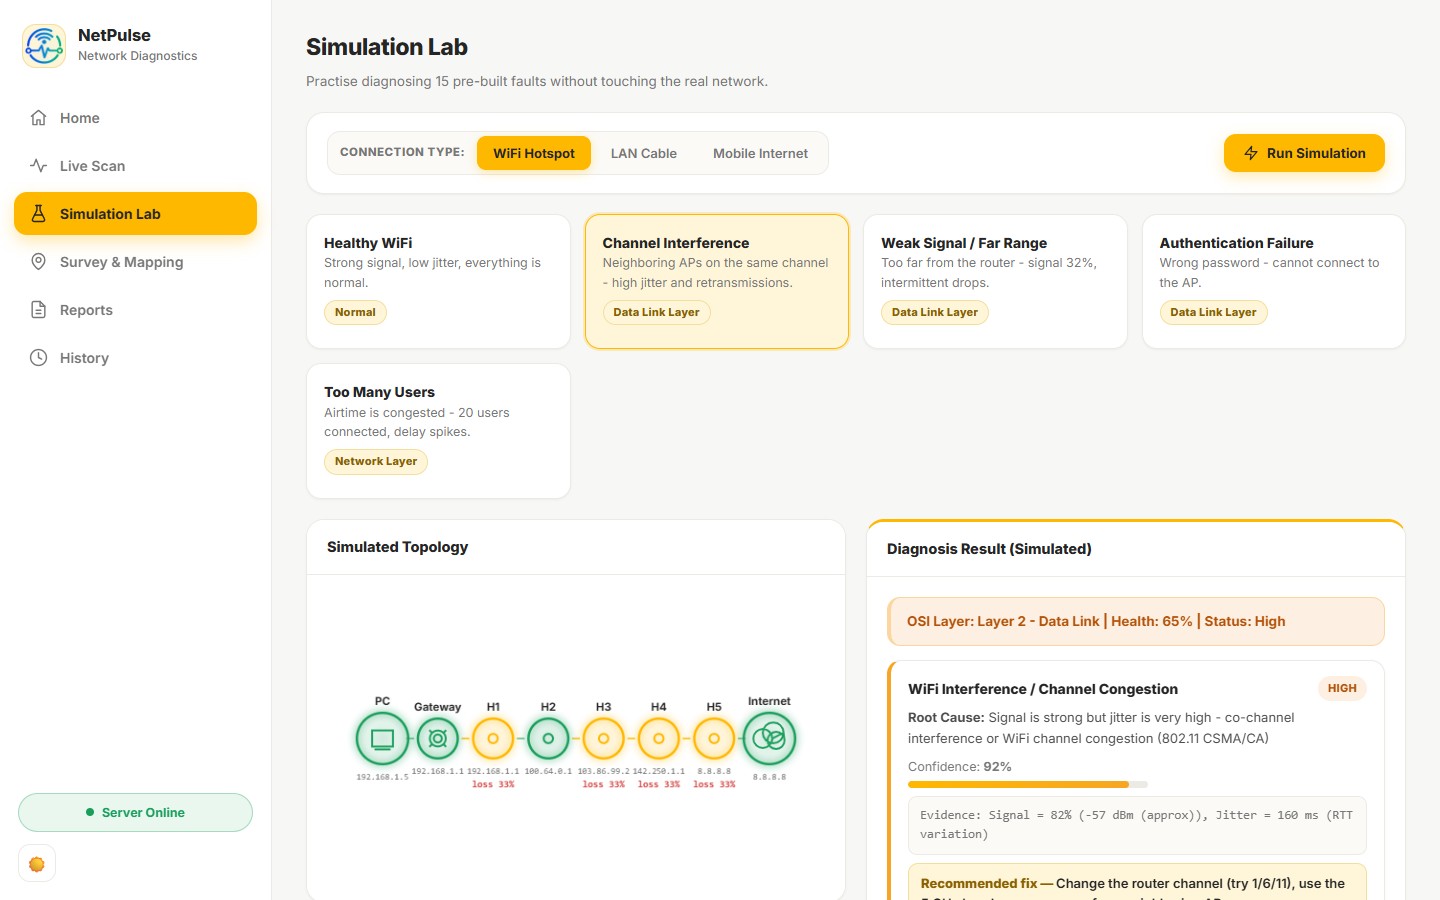 NetPulse
Network Diagnostics
Home
Live Scan
Simulation Lab
Survey & Mapping
Reports
History
Server Online
Simulation Lab
Practise diagnosing 15 pre-built faults without touching the real network.
CONNECTION TYPE: WiFi Hotspot LAN Cable Mobile Internet Run Simulation
Healthy WiFi
Strong signal, low jitter, everything is
normal.
Normal
Channel Interference
Neighboring APs on the same channel
- high jitter and retransmissions.
Data Link Layer
Weak Signal / Far Range
Too far from the router - signal 32%,
intermittent drops.
Data Link Layer
Authentication Failure
Wrong password - cannot connect to
the AP.
Data Link Layer
Too Many Users
Airtime is congested - 20 users
connected, delay spikes.
Network Layer
Simulated Topology
PC Gateway H1 H2 H3 H4 H5 Internet
192.168.1.5 192.168.1.1 192.168.1.1 100.64.0.1 103.86.99.2 142.250.1.1 8.8.8.8 8.8.8.8
loss 33% loss 33% loss 33% loss 33%
Diagnosis Result (Simulated)
OSI Layer: Layer 2 - Data Link | Health: 65% | Status: High
WiFi Interference / Channel Congestion HIGH
Root Cause: Signal is strong but jitter is very high - co-channel
interference or WiFi channel congestion (802.11 CSMA/CA)
Confidence: 92%
Evidence: Signal = 82% (-57 dBm (approx)), Jitter = 160 ms (RTT
variation)
Recommended fix — Change the router channel (try 1/6/11), use the